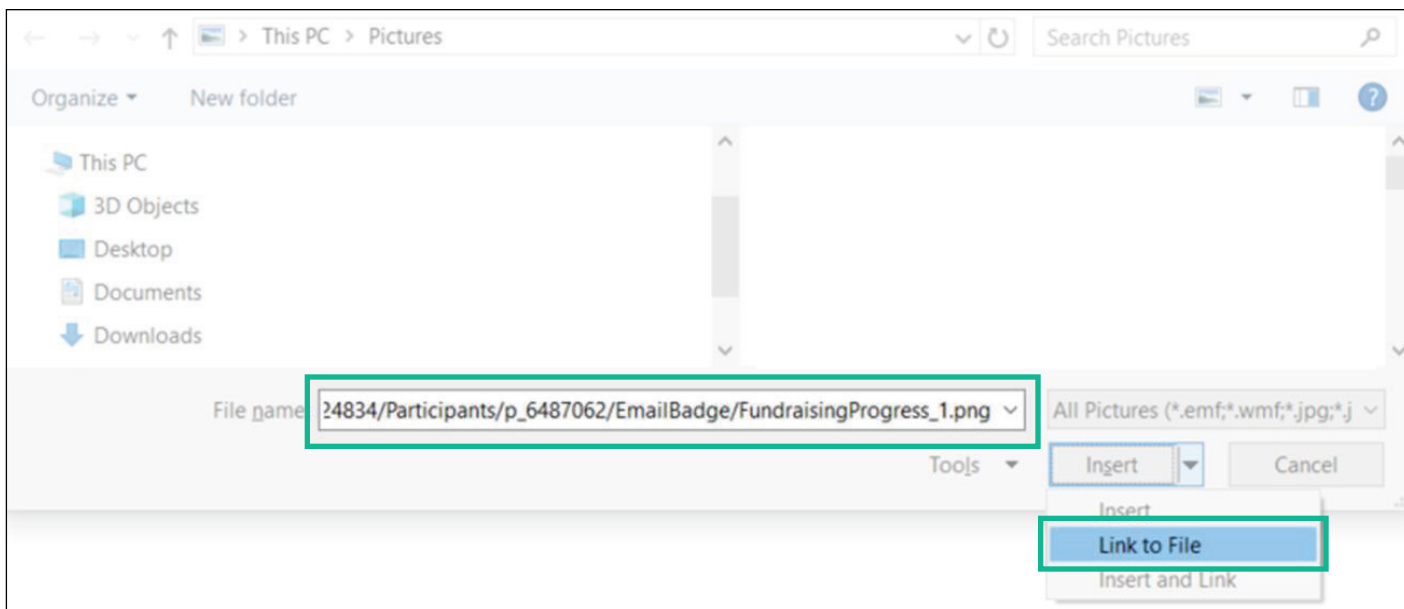 This PC > Pictures
Search Pictures
Organize
New folder
This PC
3D Objects
Desktop
Documents
Downloads
File name
24834/Participants/p_6487062/EmailBadge/FundraisingProgress_1.png
All Pictures (*.emf;*.wmf;*.jpg;*.j
Tools
Insert
Cancel
Insert
Link to File
Insert and Link